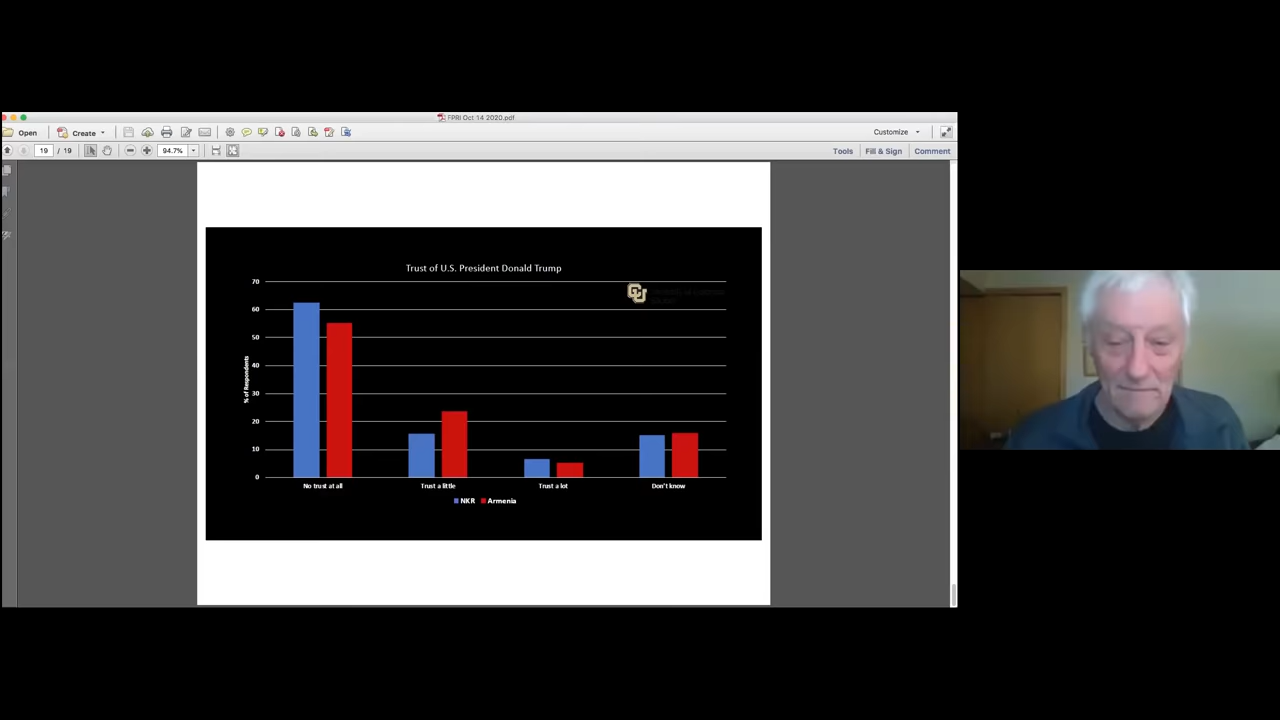 FPRI Oct 14 2020.pdf
Open Create Customize
19 / 19 94.7% Tools Fill & Sign Comment
Trust of U.S. President Donald Trump
70
60
50
40
30
20
10
0
% of Respondents
No trust at all Trust a little Trust a lot Don't know
NKR Armenia